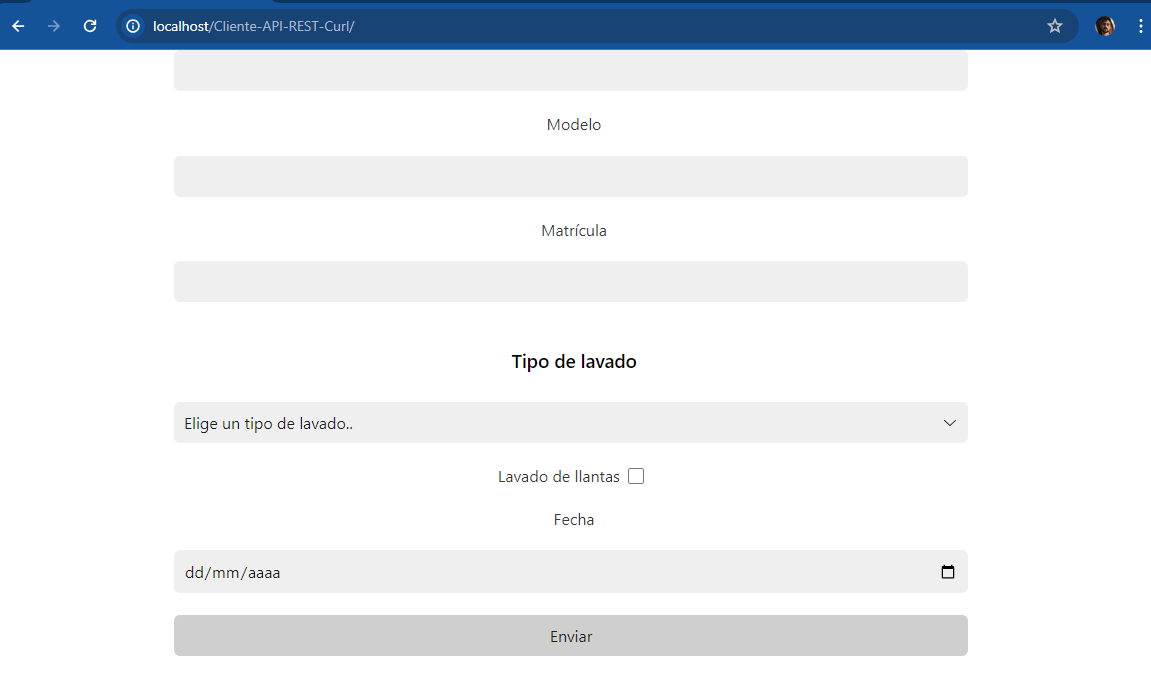 localhost/Cliente-API-REST-Curl/
Modelo
Matrícula
Tipo de lavado
Elige un tipo de lavado..
Lavado de llantas
Fecha
dd/mm/aaaa
Enviar